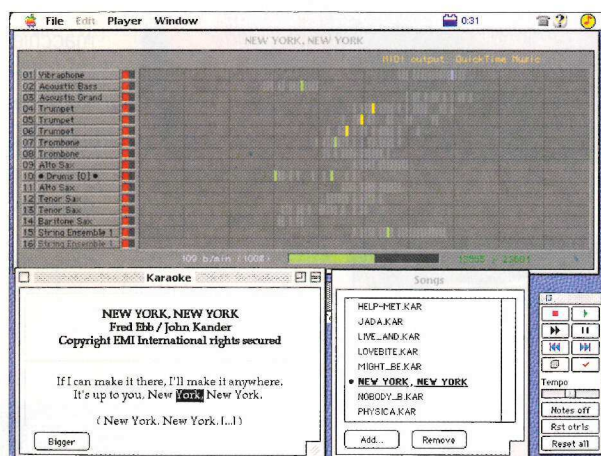 File Edit Player Window
0:31
NEW YORK, NEW YORK
MIDI output QuickTime Music
01 Vibraphone
02 Acoustic Bass
03 Acoustic Grand
04 Trumpet
05 Trumpet
06 Trumpet
07 Trombone
08 Trombone
09 Alto Sax
10 • Drums [0] •
11 Alto Sax
12 Tenor Sax
13 Tenor Sax
14 Baritone Sax
15 String Ensemble 1
16 String Ensemble 1
109 b/min (100%)
Karaoke
NEW YORK, NEW YORK
Fred Ebb / John Kander
Copyright EMI International rights secured
If I can make it there, I'll make it anywhere.
It's up to you, New York, New York.
( New York, New York, [...] )
Bigger
Songs
HELP-MET.KAR
JADA.KAR
LIVE_AND.KAR
LOVEBITE.KAR
MIGHT_BE.KAR
• NEW YORK, NEW YORK
NOBODY_B.KAR
PHYSICA.KAR
Add... Remove
Tempo
Notes off
Rst ctrls
Reset all